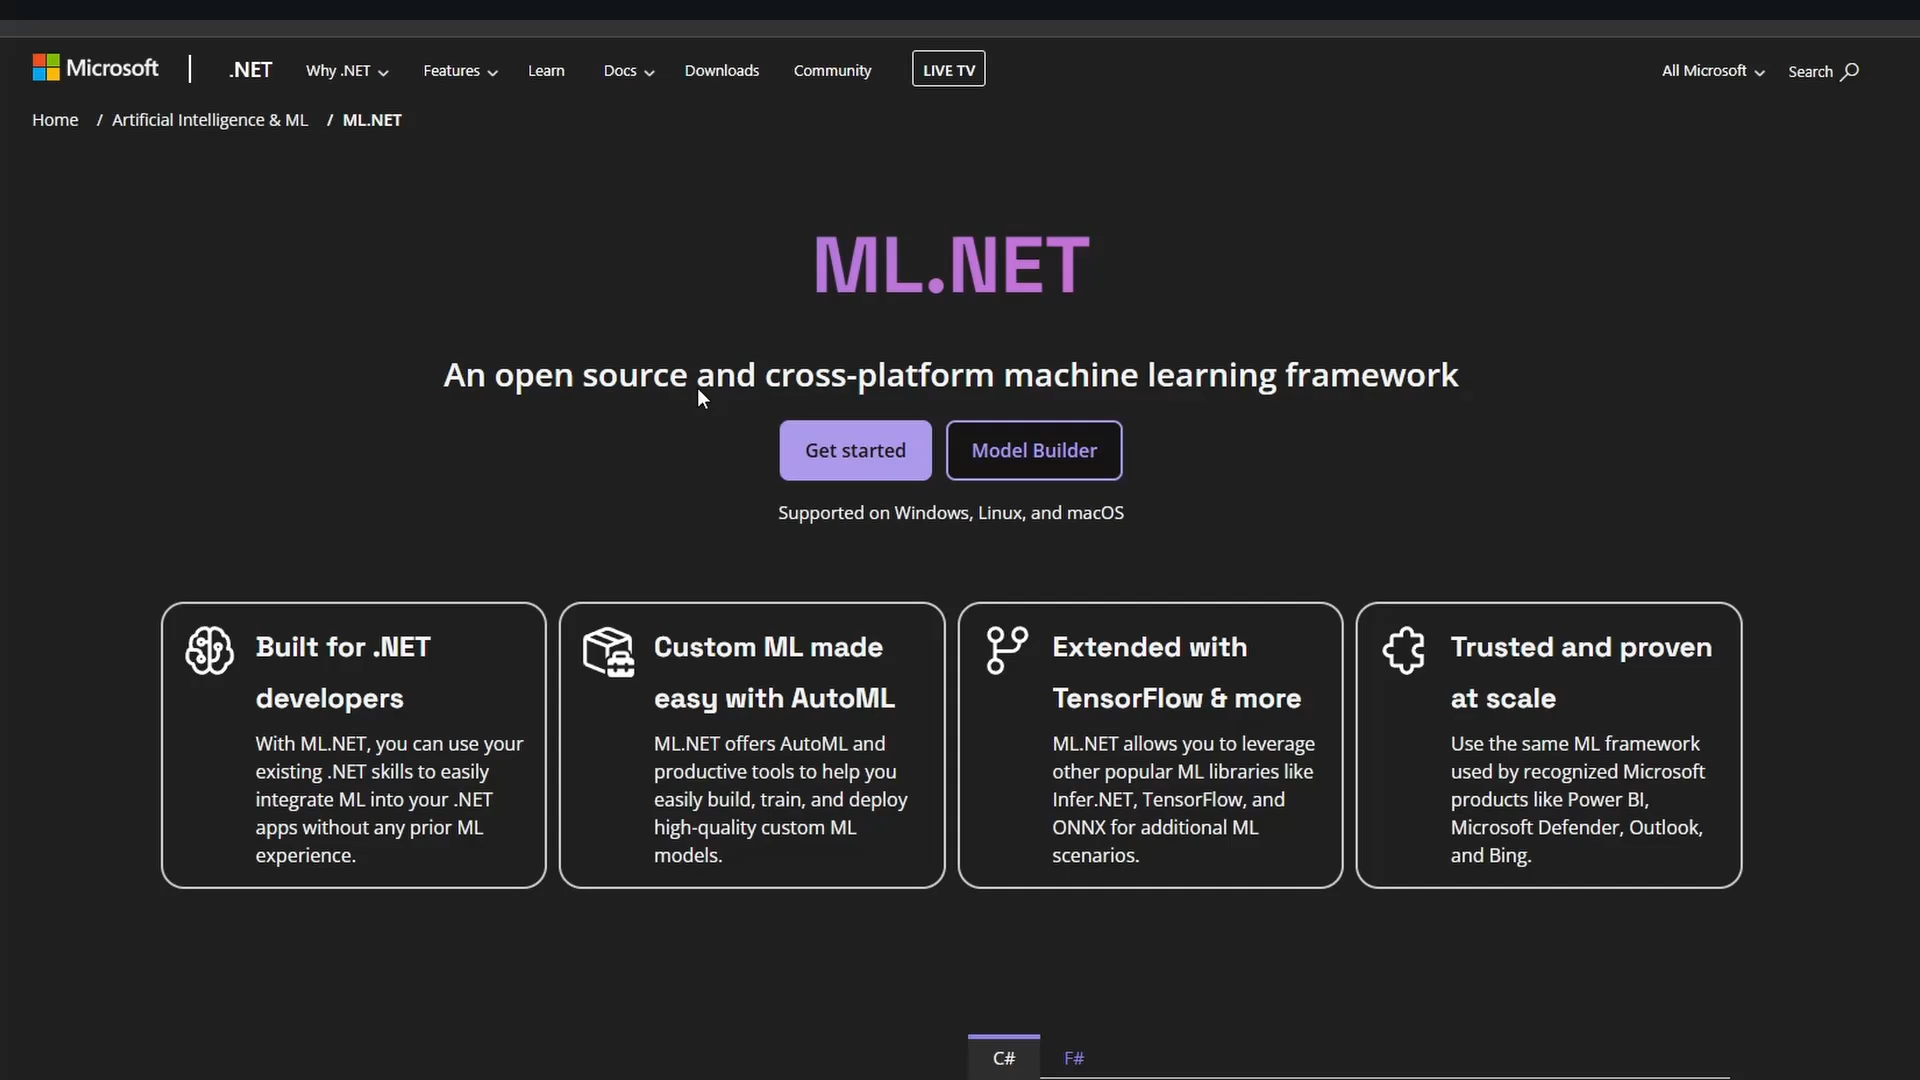 Microsoft
.NET
Why .NET
Features
Learn
Docs
Downloads
Community
LIVE TV
All Microsoft
Search
Home / Artificial Intelligence & ML / ML.NET
ML.NET
An open source and cross-platform machine learning framework
Get started
Model Builder
Supported on Windows, Linux, and macOS
Built for .NET
developers
With ML.NET, you can use your
existing .NET skills to easily
integrate ML into your .NET
apps without any prior ML
experience.
Custom ML made
easy with AutoML
ML.NET offers AutoML and
productive tools to help you
easily build, train, and deploy
high-quality custom ML
models.
Extended with
TensorFlow & more
ML.NET allows you to leverage
other popular ML libraries like
Infer.NET, TensorFlow, and
ONNX for additional ML
scenarios.
Trusted and proven
at scale
Use the same ML framework
used by recognized Microsoft
products like Power BI,
Microsoft Defender, Outlook,
and Bing.
C#
F#